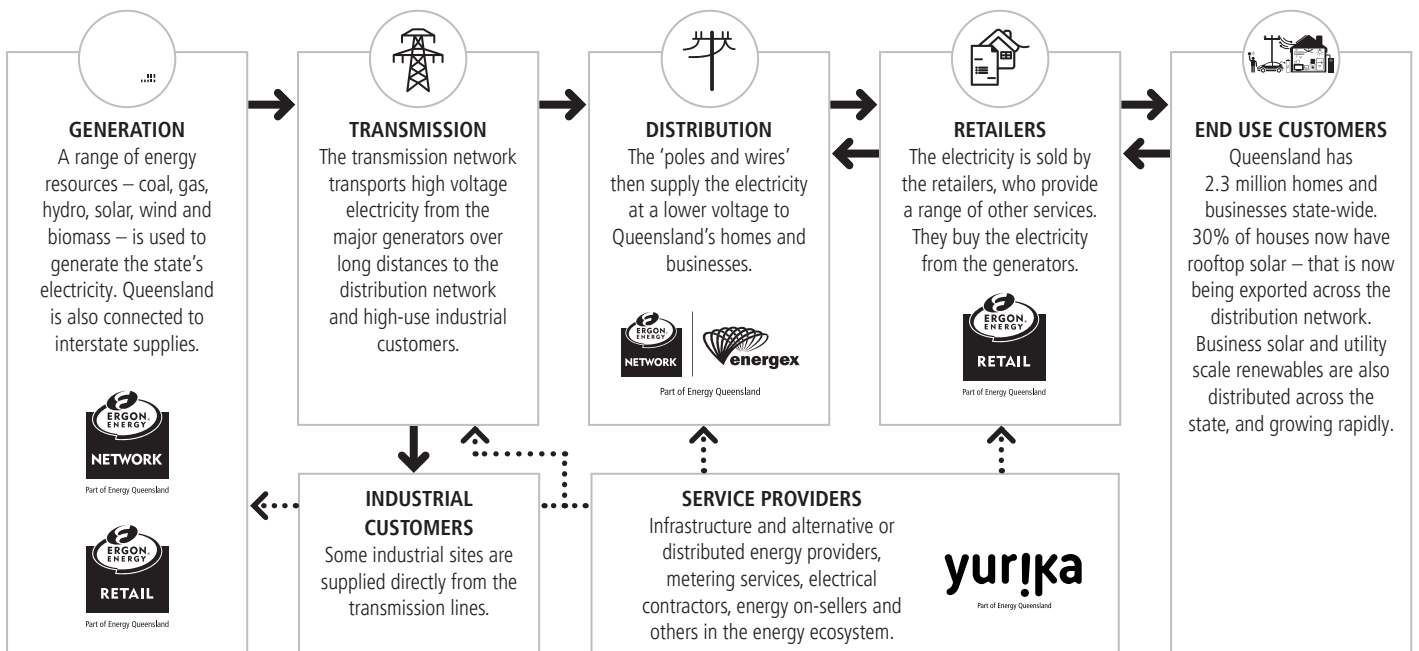 GENERATION
A range of energy
resources – coal, gas,
hydro, solar, wind and
biomass – is used to
generate the state's
electricity. Queensland
is also connected to
interstate supplies.
ERGON.
ENERGY
NETWORK
Part of Energy Queensland
ERGON.
ENERGY
RETAIL
Part of Energy Queensland
TRANSMISSION
The transmission network
transports high voltage
electricity from the
major generators over
long distances to the
distribution network
and high-use industrial
customers.
DISTRIBUTION
The ‘poles and wires’
then supply the electricity
at a lower voltage to
Queensland's homes and
businesses.
ERGON.
ENERGY
NETWORK
energex
Part of Energy Queensland
RETAILERS
The electricity is sold by
the retailers, who provide
a range of other services.
They buy the electricity
from the generators.
ERGON.
ENERGY
RETAIL
Part of Energy Queensland
END USE CUSTOMERS
Queensland has
2.3 million homes and
businesses state-wide.
30% of houses now have
rooftop solar – that is now
being exported across the
distribution network.
Business solar and utility
scale renewables are also
distributed across the
state, and growing rapidly.
INDUSTRIAL
CUSTOMERS
Some industrial sites are
supplied directly from the
transmission lines.
SERVICE PROVIDERS
Infrastructure and alternative or
distributed energy providers,
metering services, electrical
contractors, energy on-sellers and
others in the energy ecosystem.
yurika
Part of Energy Queensland